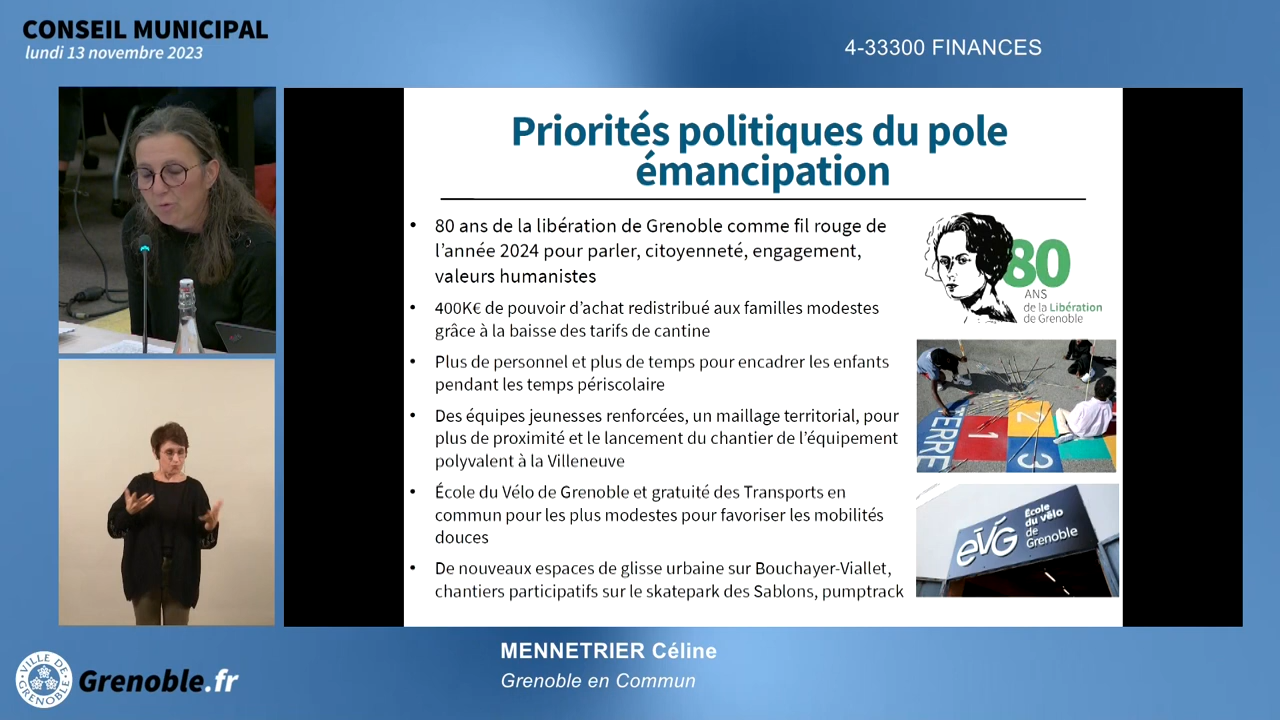 CONSEIL MUNICIPAL
lundi 13 novembre 2023
4-33300 FINANCES
Priorités politiques du pole
émancipation
• 80 ans de la libération de Grenoble comme fil rouge de
l'année 2024 pour parler, citoyenneté, engagement,
valeurs humanistes
• 400K€ de pouvoir d'achat redistribué aux familles modestes
grâce à la baisse des tarifs de cantine
• Plus de personnel et plus de temps pour encadrer les enfants
pendant les temps périscolaire
• Des équipes jeunesses renforcées, un maillage territorial, pour
plus de proximité et le lancement du chantier de l'équipement
polyvalent à la Villeneuve
• École du Vélo de Grenoble et gratuité des Transports en
commun pour les plus modestes pour favoriser les mobilités
douces
• De nouveaux espaces de glisse urbaine sur Bouchayer-Viallet,
chantiers participatifs sur le skatepark des Sablons, pumptrack
80
ANS
de la Libération
de Grenoble
TERRE
1
2
3
eVG
École
du vélo
de
Grenoble
MENNETRIER Céline
Grenoble en Commun
VILLE DE
GRENOBLE
Grenoble.fr